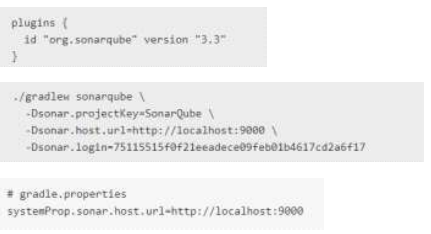 plugins {
id "org.sonarqube" version "3.3"
}
./gradlew sonarqube \
-Dsonar.projectKey=SonarQube \
-Dsonar.host.url=http://localhost:9000 \
-Dsonar.login=75115515f0f21eeadece09feb01b4617cd2a6f17
# gradle.properties
systemProp.sonar.host.url=http://localhost:9000